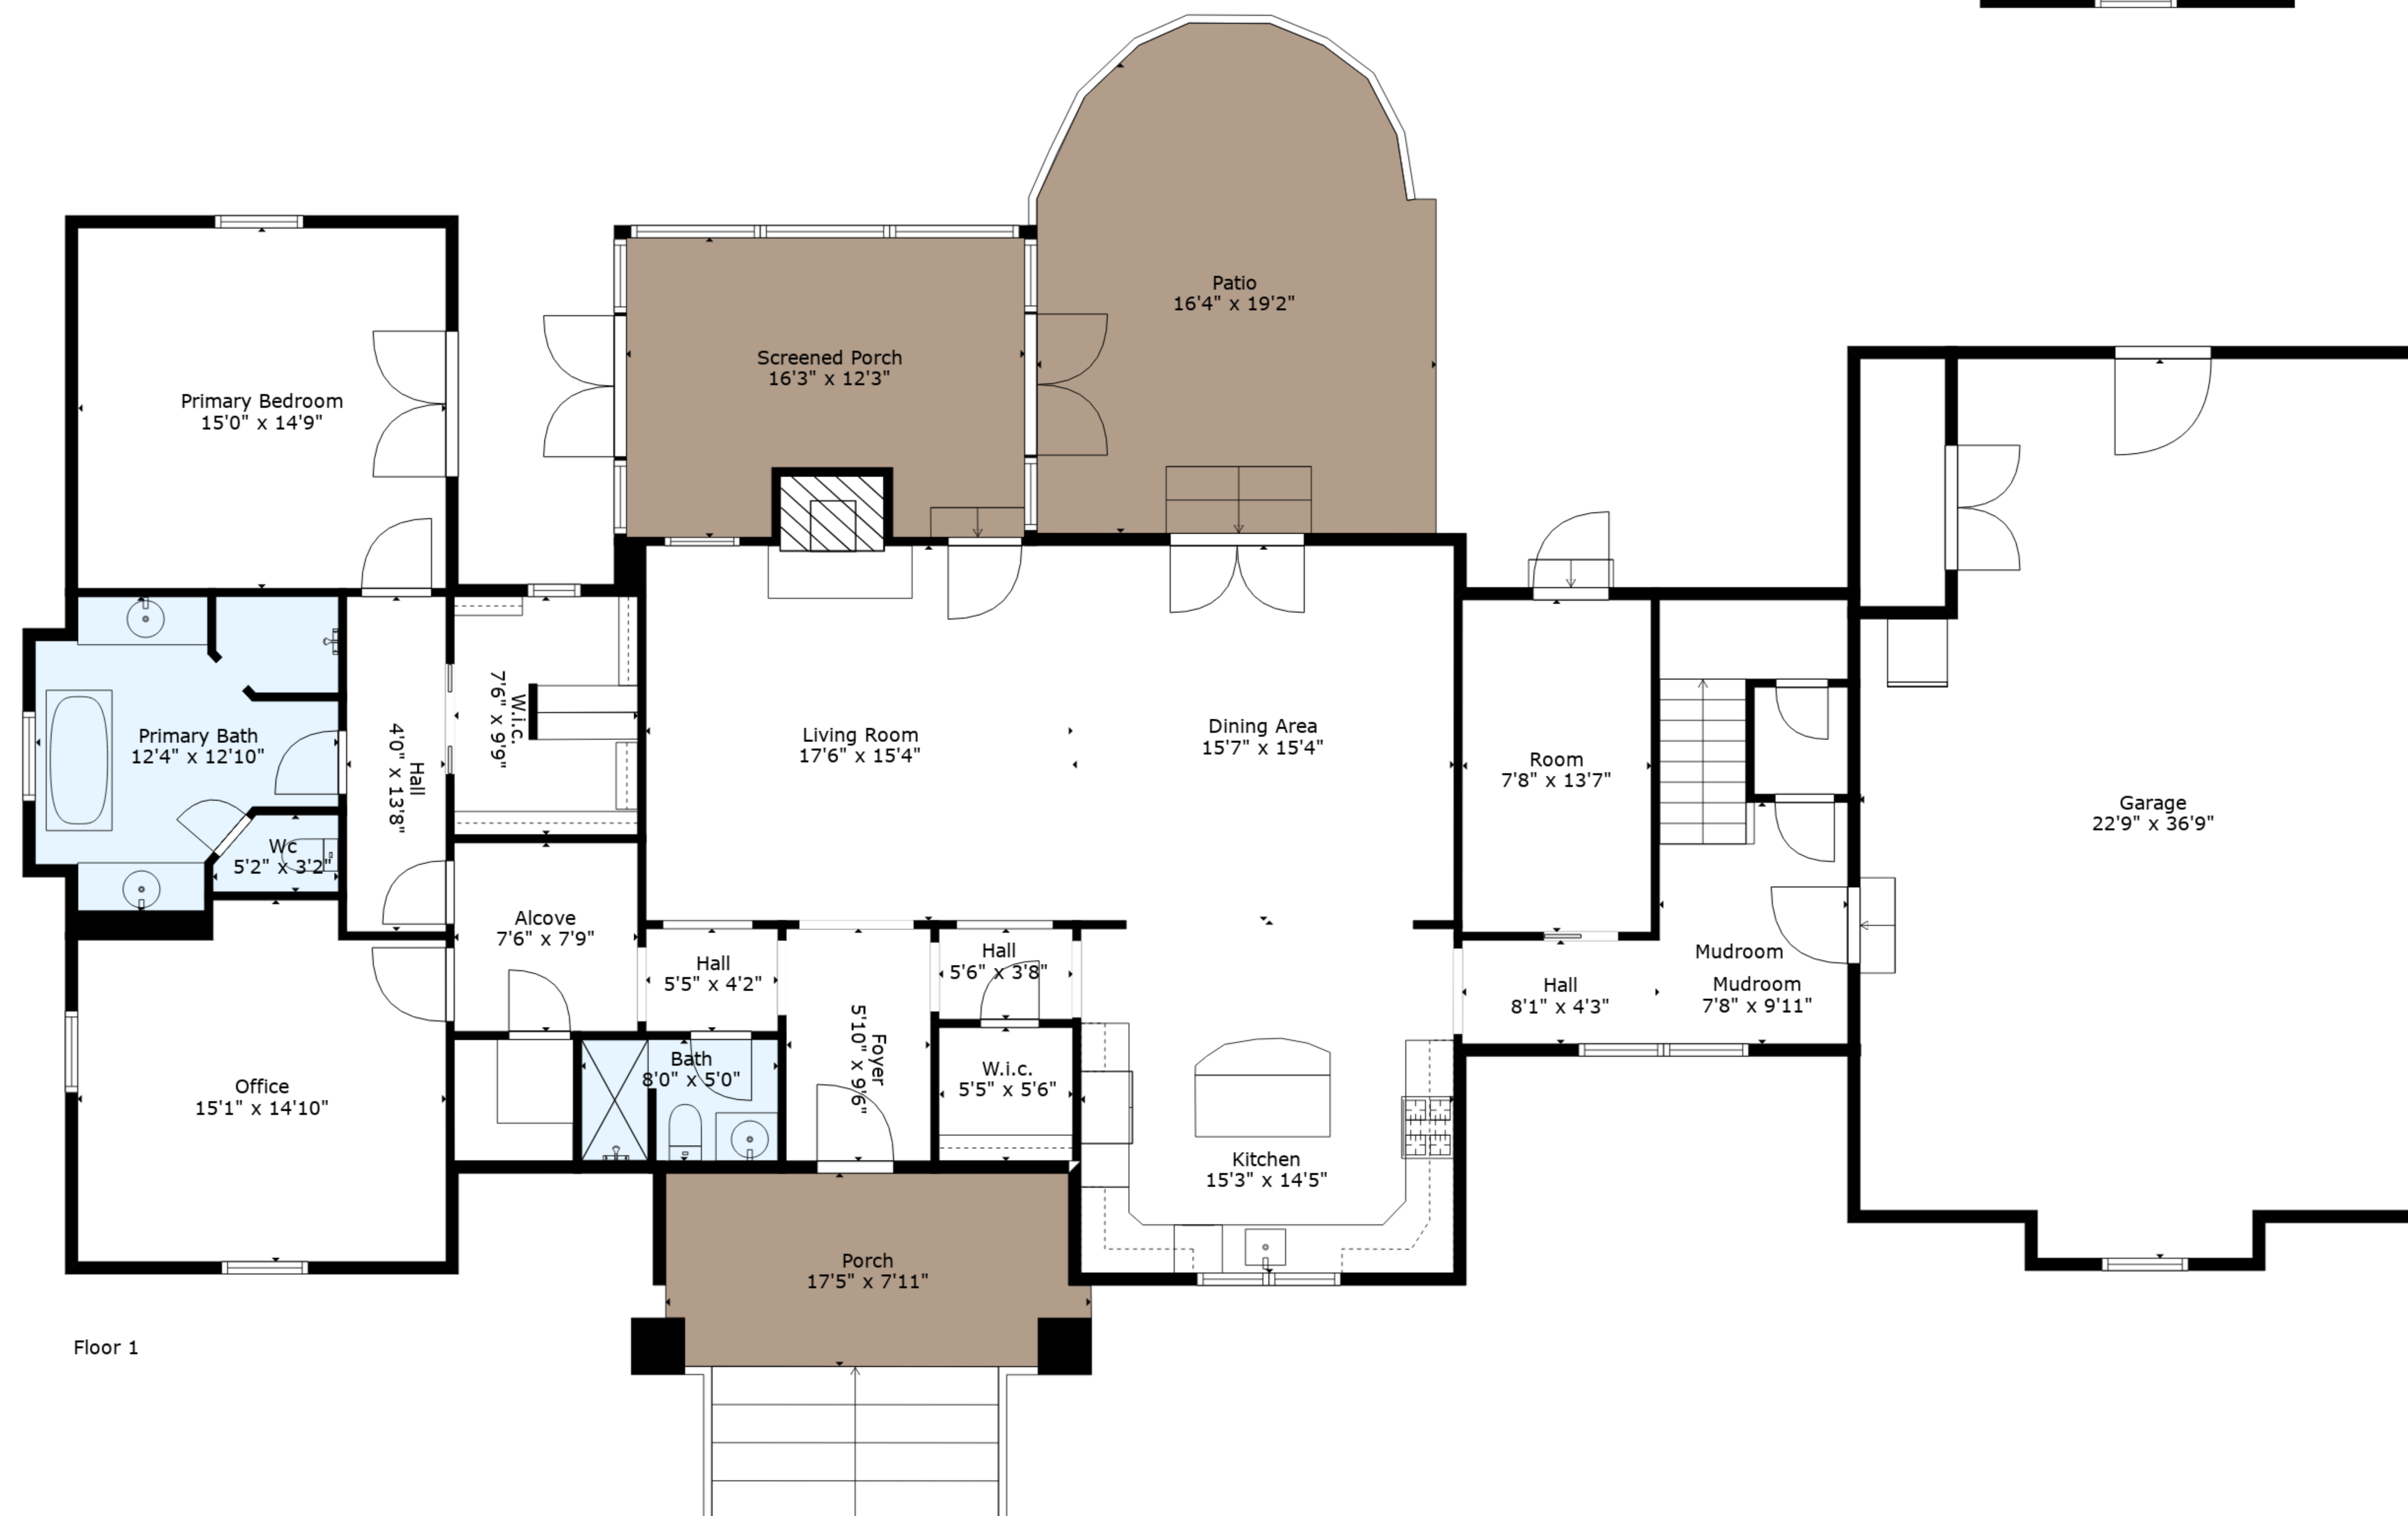 Patio
16'4" x 19'2"
Screened Porch
16'3" x 12'3"
Primary Bedroom
15'0" x 14'9"
Primary Bath
12'4" x 12'10"
Hall
4'0" x 13'8"
W.i.c.
7'6" x 9'9"
Living Room
17'6" x 15'4"
Dining Area
15'7" x 15'4"
Room
7'8" x 13'7"
Garage
22'9" x 36'9"
Wc
5'2" x 3'2"
Alcove
7'6" x 7'9"
Hall
5'5" x 4'2"
Hall
5'6" x 3'8"
Mudroom
Hall
8'1" x 4'3"
Mudroom
7'8" x 9'11"
Office
15'1" x 14'10"
Bath
8'0" x 5'0"
Foyer
5'10" x 9'6"
W.i.c.
5'5" x 5'6"
Kitchen
15'3" x 14'5"
Porch
17'5" x 7'11"
Floor 1